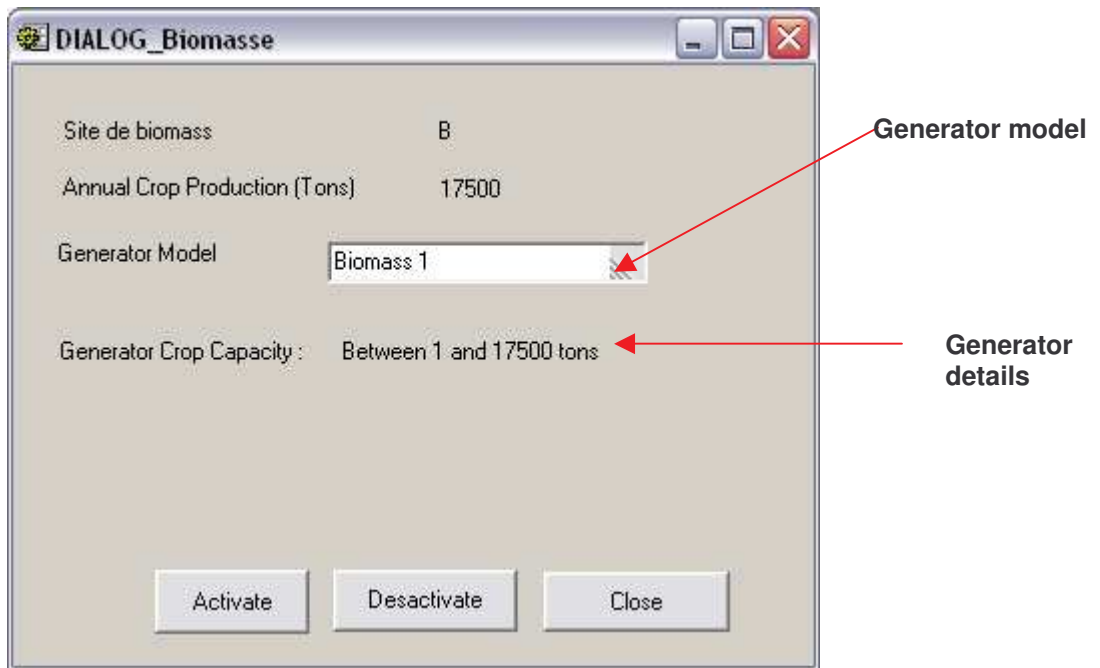 DIALOG_Biomasse
Site de biomass B
Generator model
Annual Crop Production (Tons) 17500
Generator Model Biomass 1
Generator Crop Capacity : Between 1 and 17500 tons
Generator
details
Activate Desactivate Close